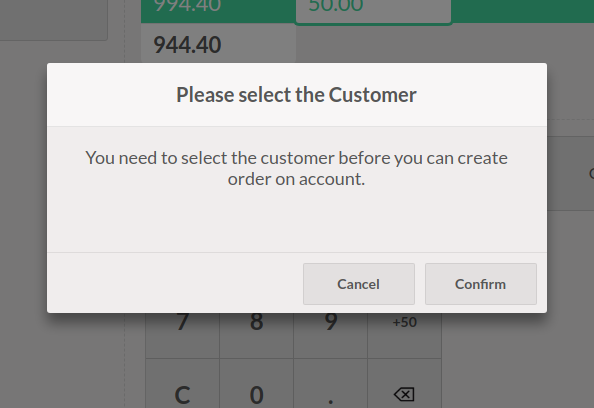 994.40 50.00
944.40
Please select the Customer
You need to select the customer before you can create
order on account.
Cancel Confirm
7 8 9 +50
C 0 .